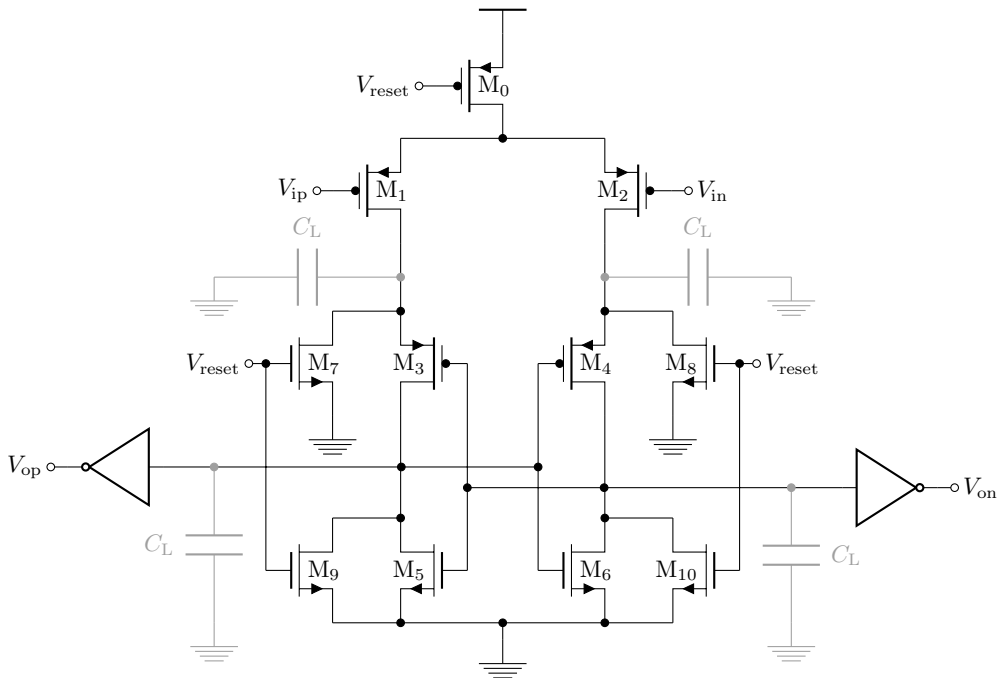 V_reset
M_0
V_ip
M_1
M_2
V_in
C_L
C_L
V_reset
M_7
M_3
M_4
M_8
V_reset
V_op
V_on
C_L
M_9
M_5
M_6
M_10
C_L